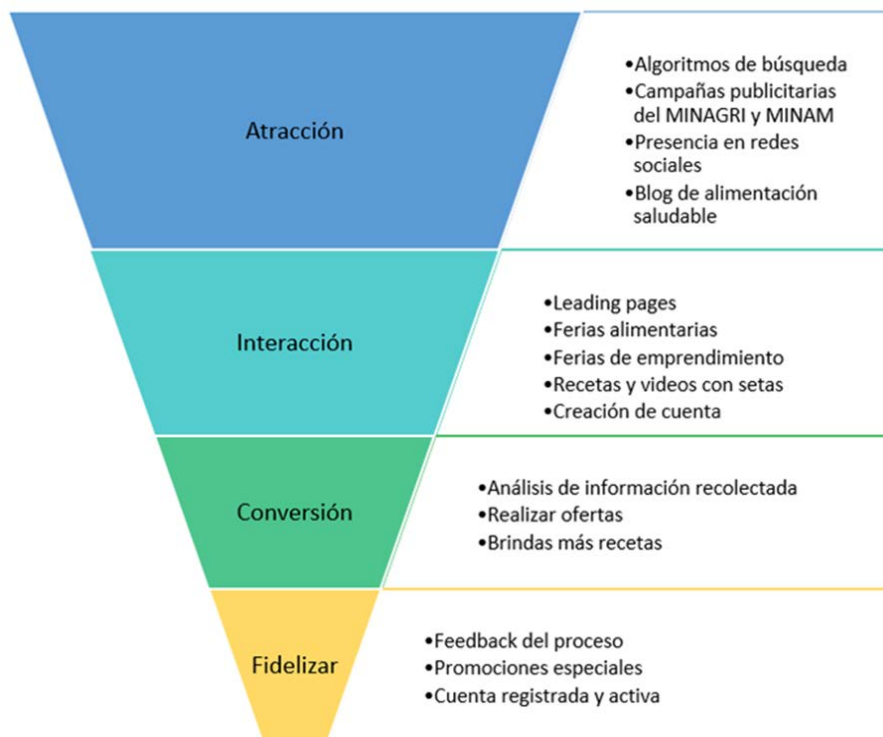 Atracción
•Algoritmos de búsqueda
•Campañas publicitarias
del MINAGRI y MINAM
•Presencia en redes
sociales
•Blog de alimentación
saludable
Interacción
•Leading pages
•Ferias alimentarias
•Ferias de emprendimiento
•Recetas y videos con setas
•Creación de cuenta
Conversión
•Análisis de información recolectada
•Realizar ofertas
•Brindas más recetas
Fidelizar
•Feedback del proceso
•Promociones especiales
•Cuenta registrada y activa